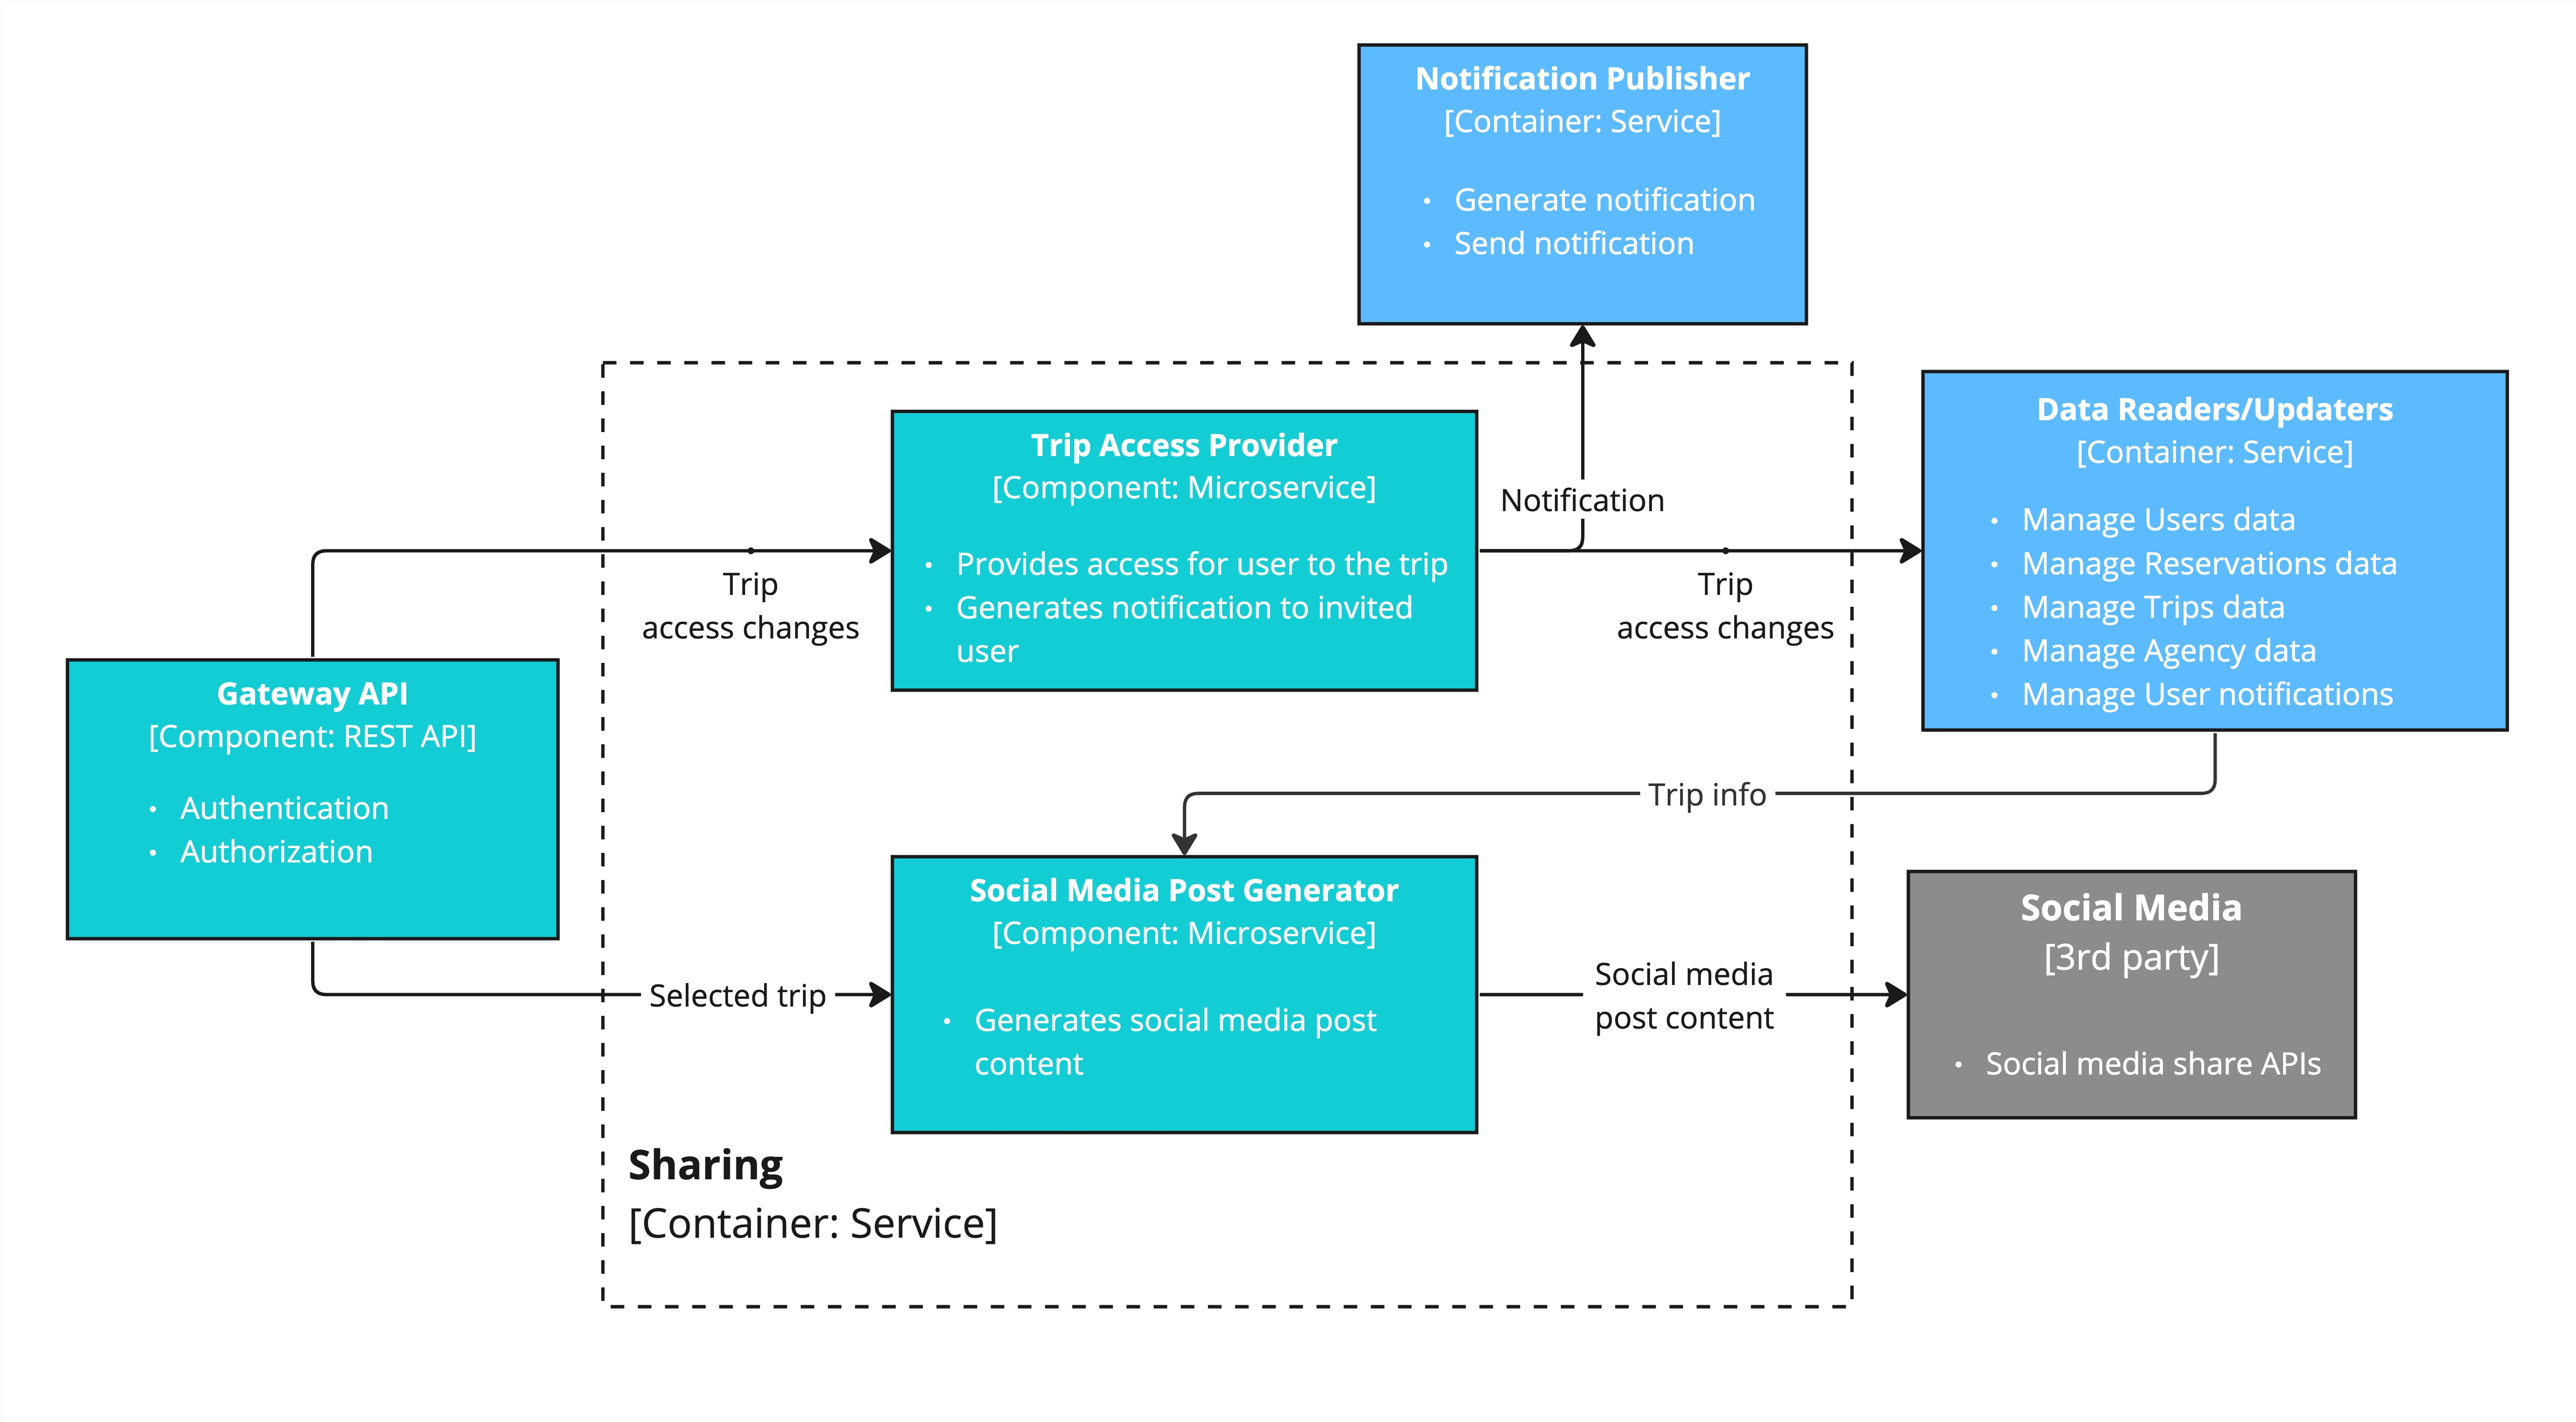 Notification Publisher
[Container: Service]
• Generate notification
• Send notification
Trip Access Provider
[Component: Microservice]
• Provides access for user to the trip
• Generates notification to invited
user
Notification
Data Readers/Updaters
[Container: Service]
• Manage Users data
• Manage Reservations data
• Manage Trips data
• Manage Agency data
• Manage User notifications
Trip
access changes
Trip
access changes
Gateway API
[Component: REST API]
• Authentication
• Authorization
Trip info
Social Media Post Generator
[Component: Microservice]
• Generates social media post
content
Selected trip
Social media
post content
Social Media
[3rd party]
• Social media share APIs
Sharing
[Container: Service]